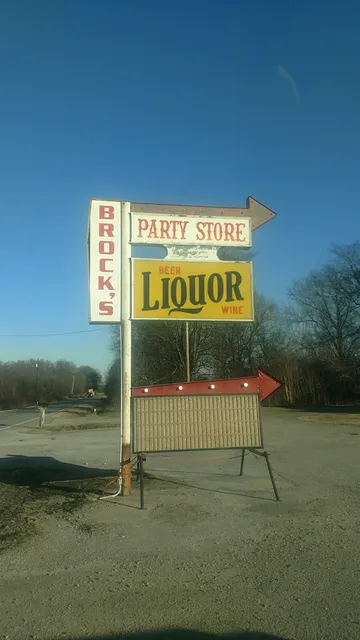 BROCK'S
PARTY STORE
BEER
LIQUOR
WINE